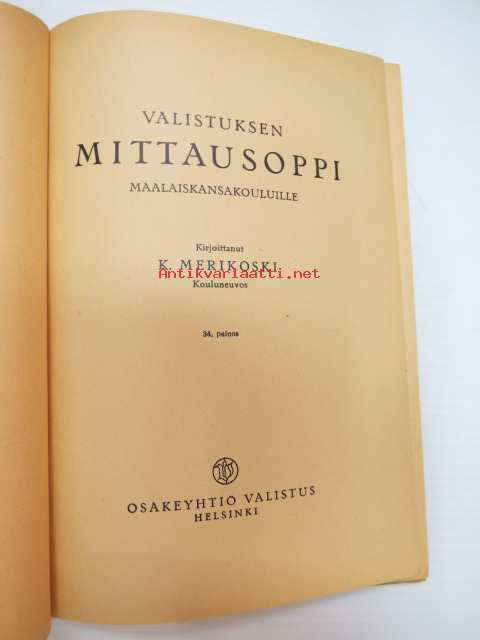 VALISTUKSEN
MITTAUSOPPI
MAALAISKANSAKOULUILLE
Kirjoittanut
K. MERIKOSKI
Antikvariaatti.net
Kouluneuvos
34. painos
OSAKEYHTIÖ VALISTUS
HELSINKI